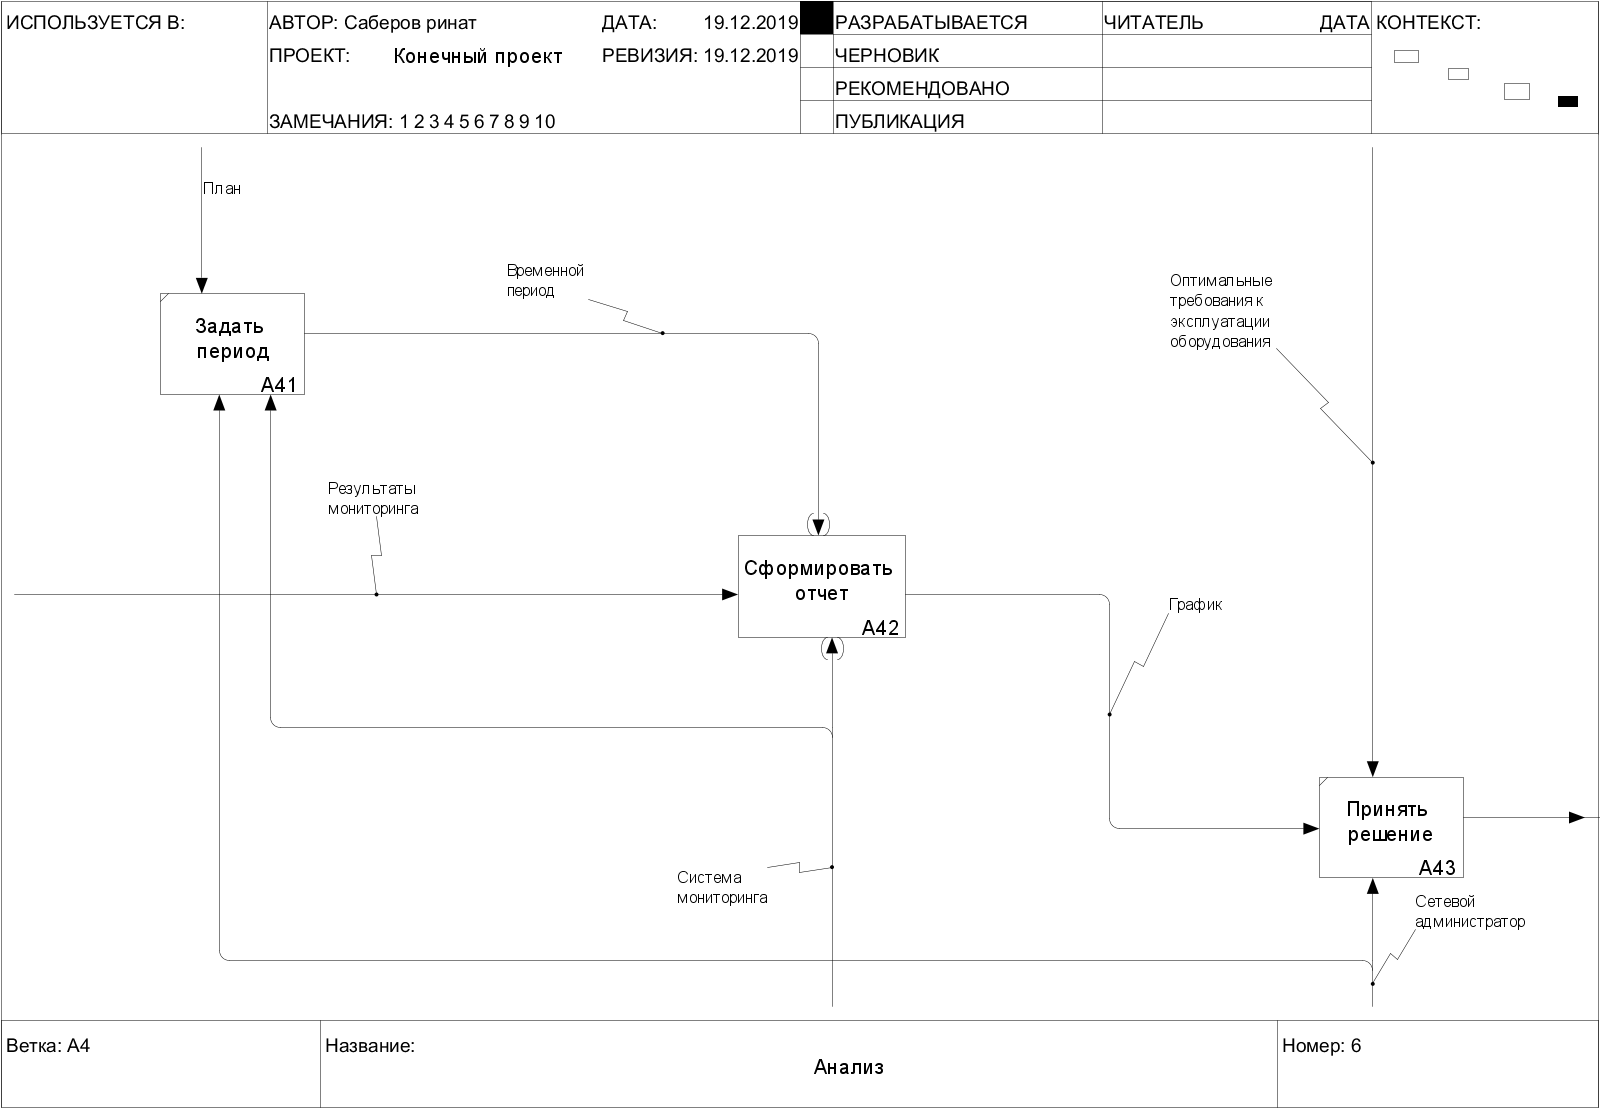 ИСПОЛЬЗУЕТСЯ В:
АВТОР: Саберов ринат
ДАТА: 19.12.2019
ПРОЕКТ: Конечный проект
РЕВИЗИЯ: 19.12.2019
ЗАМЕЧАНИЯ: 1 2 3 4 5 6 7 8 9 10
РАЗРАБАТЫВАЕТСЯ
ЧЕРНОВИК
РЕКОМЕНДОВАНО
ПУБЛИКАЦИЯ
ЧИТАТЕЛЬ
ДАТА
КОНТЕКСТ:
План
Временной
период
Оптимальные
требования к
эксплуатации
оборудования
Задать
период
A41
Результаты
мониторинга
Сформировать
отчет
A42
График
Принять
решение
A43
Система
мониторинга
Сетевой
администратор
Ветка: A4
Название:
Анализ
Номер: 6